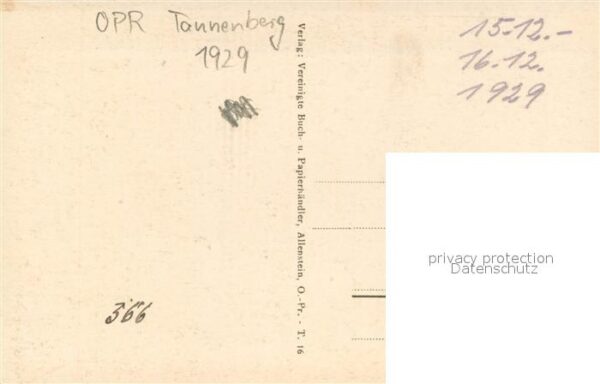 OPR Tannenberg
1929
15-12.-
16.12.
1929
Verlag: Vereinigte Buch- u. Papierhändler, Allenstein, O.-Pr. - T. 16
privacy protection
Datenschutz
366